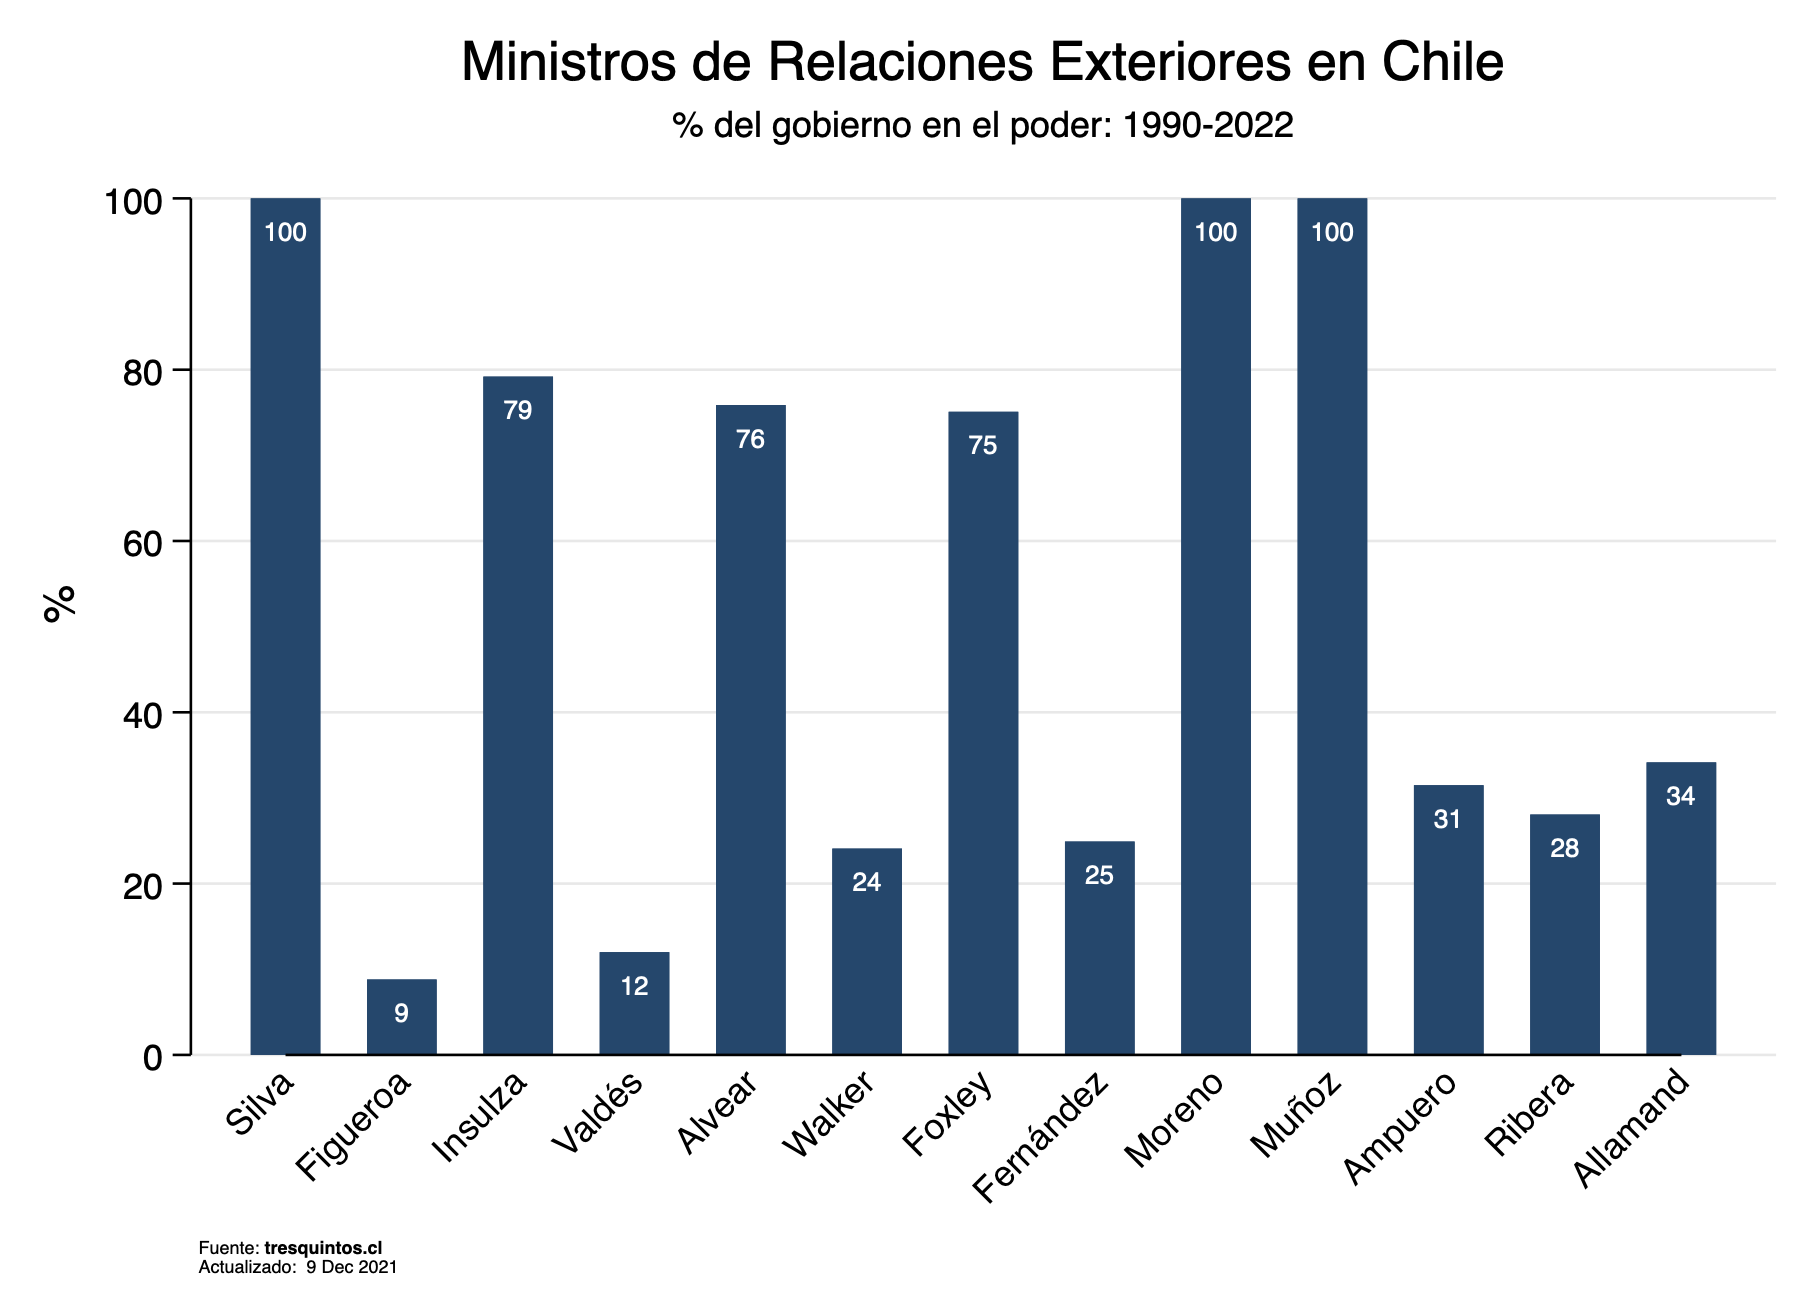 Ministros de Relaciones Exteriores en Chile
% del gobierno en el poder: 1990-2022
%
100
80
60
40
20
0
100
9
79
12
76
24
75
25
100
100
31
28
34
Silva
Figueroa
Insulza
Valdés
Alvear
Walker
Foxley
Fernández
Moreno
Muñoz
Ampuero
Ribera
Allamand
Fuente: tresquintos.cl
Actualizado:  9 Dec 2021